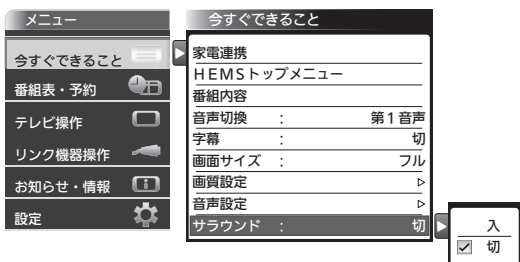 メニュー
今すぐできること
番組表・予約
テレビ操作
リンク機器操作
お知らせ・情報
設定
今すぐできること
家電連携
HEMSトップメニュー
番組内容
音声切換 : 第1音声
字幕 : 切
画面サイズ : フル
画質設定
音声設定
サラウンド : 切
入
切